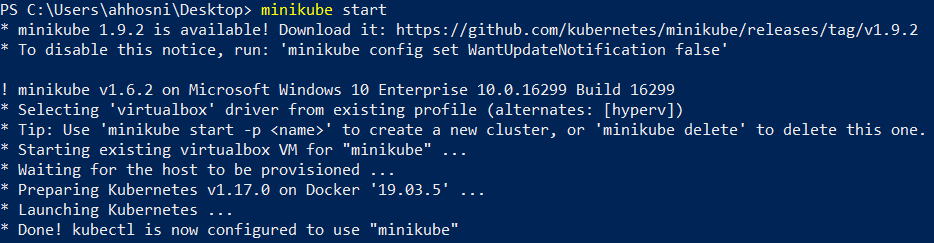 PS C:\Users\ahhosni\Desktop> minikube start
* minikube 1.9.2 is available! Download it: https://github.com/kubernetes/minikube/releases/tag/v1.9.2
* To disable this notice, run: 'minikube config set WantUpdateNotification false'
! minikube v1.6.2 on Microsoft Windows 10 Enterprise 10.0.16299 Build 16299
* Selecting 'virtualbox' driver from existing profile (alternates: [hyperv])
* Tip: Use 'minikube start -p <name>' to create a new cluster, or 'minikube delete' to delete this one.
* Starting existing virtualbox VM for "minikube" ...
* Waiting for the host to be provisioned ...
* Preparing Kubernetes v1.17.0 on Docker '19.03.5' ...
* Launching Kubernetes ...
* Done! kubectl is now configured to use "minikube"